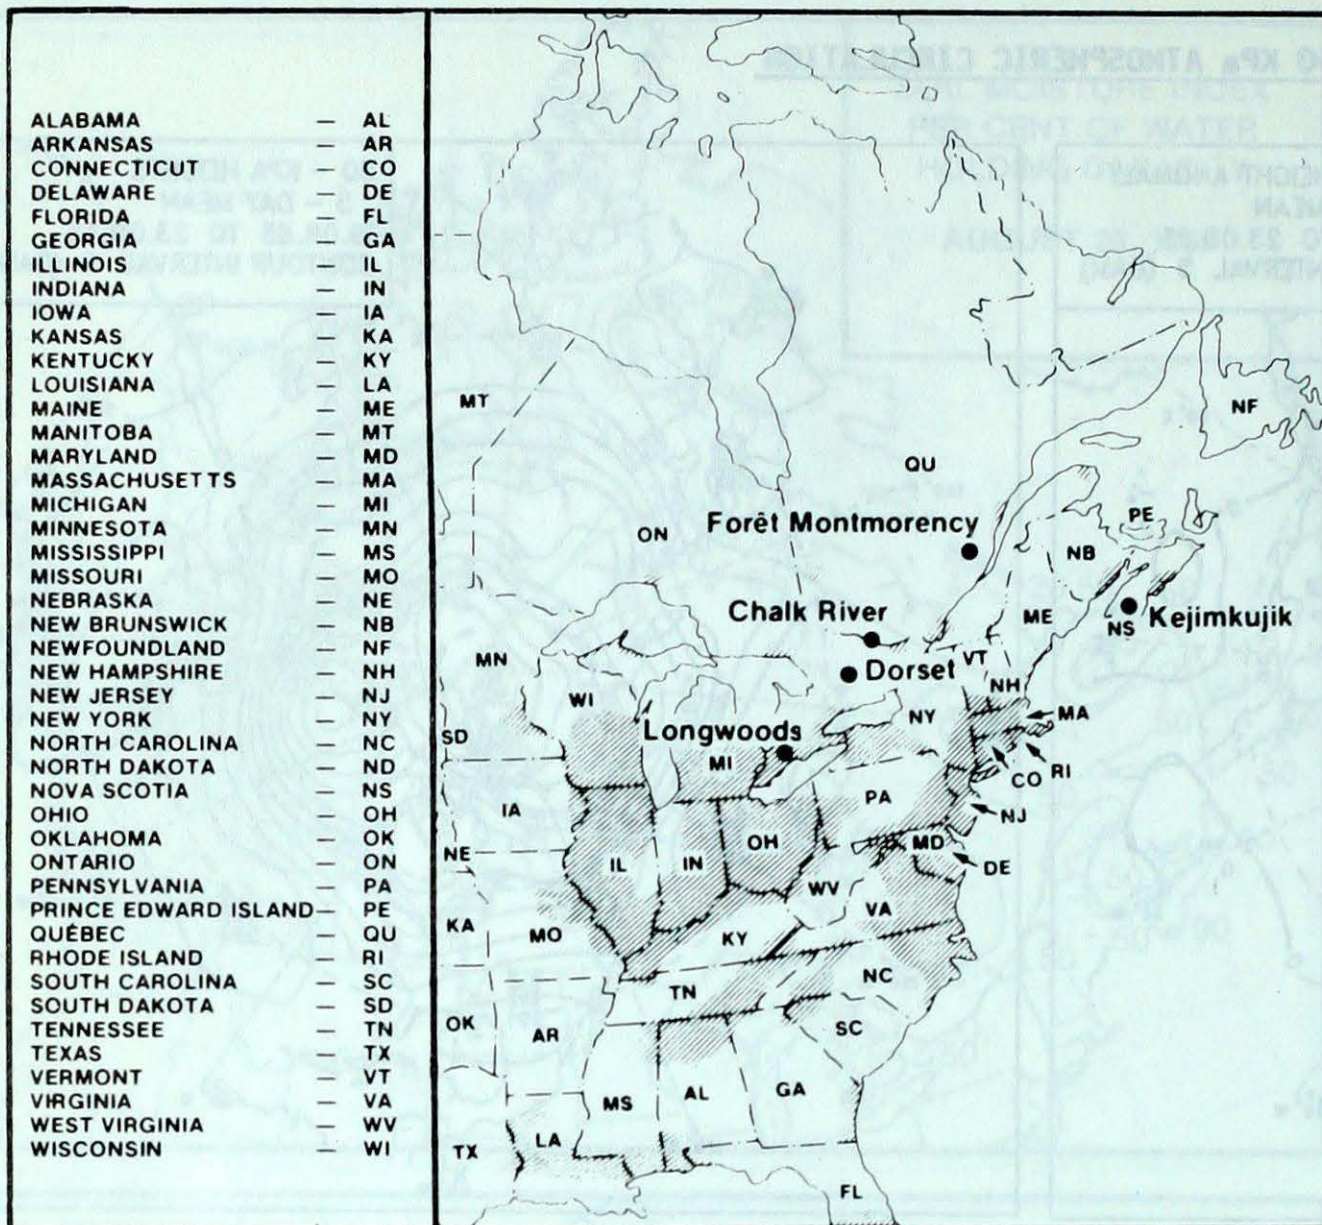 ALABAMA — AL
ARKANSAS — AR
CONNECTICUT — CO
DELAWARE — DE
FLORIDA — FL
GEORGIA — GA
ILLINOIS — IL
INDIANA — IN
IOWA — IA
KANSAS — KA
KENTUCKY — KY
LOUISIANA — LA
MAINE — ME
MANITOBA — MT
MARYLAND — MD
MASSACHUSETTS — MA
MICHIGAN — MI
MINNESOTA — MN
MISSISSIPPI — MS
MISSOURI — MO
NEBRASKA — NE
NEW BRUNSWICK — NB
NEWFOUNDLAND — NF
NEW HAMPSHIRE — NH
NEW JERSEY — NJ
NEW YORK — NY
NORTH CAROLINA — NC
NORTH DAKOTA — ND
NOVA SCOTIA — NS
OHIO — OH
OKLAHOMA — OK
ONTARIO — ON
PENNSYLVANIA — PA
PRINCE EDWARD ISLAND — PE
QUÉBEC — QU
RHODE ISLAND — RI
SOUTH CAROLINA — SC
SOUTH DAKOTA — SD
TENNESSEE — TN
TEXAS — TX
VERMONT — VT
VIRGINIA — VA
WEST VIRGINIA — WV
WISCONSIN — WI
MT
NF
QU
PE
Forêt Montmorency
ON
NB
Chalk River
ME
NS
Kejimkujik
MN
Dorset
VT
NH
WI
NY
MA
SD
Longwoods
MI
RI
CO
IA
PA
NJ
NE
IL
IN
OH
MD
DE
WV
VA
KA
MO
KY
NC
TN
OK
AR
SC
MS
AL
GA
LA
TX
FL